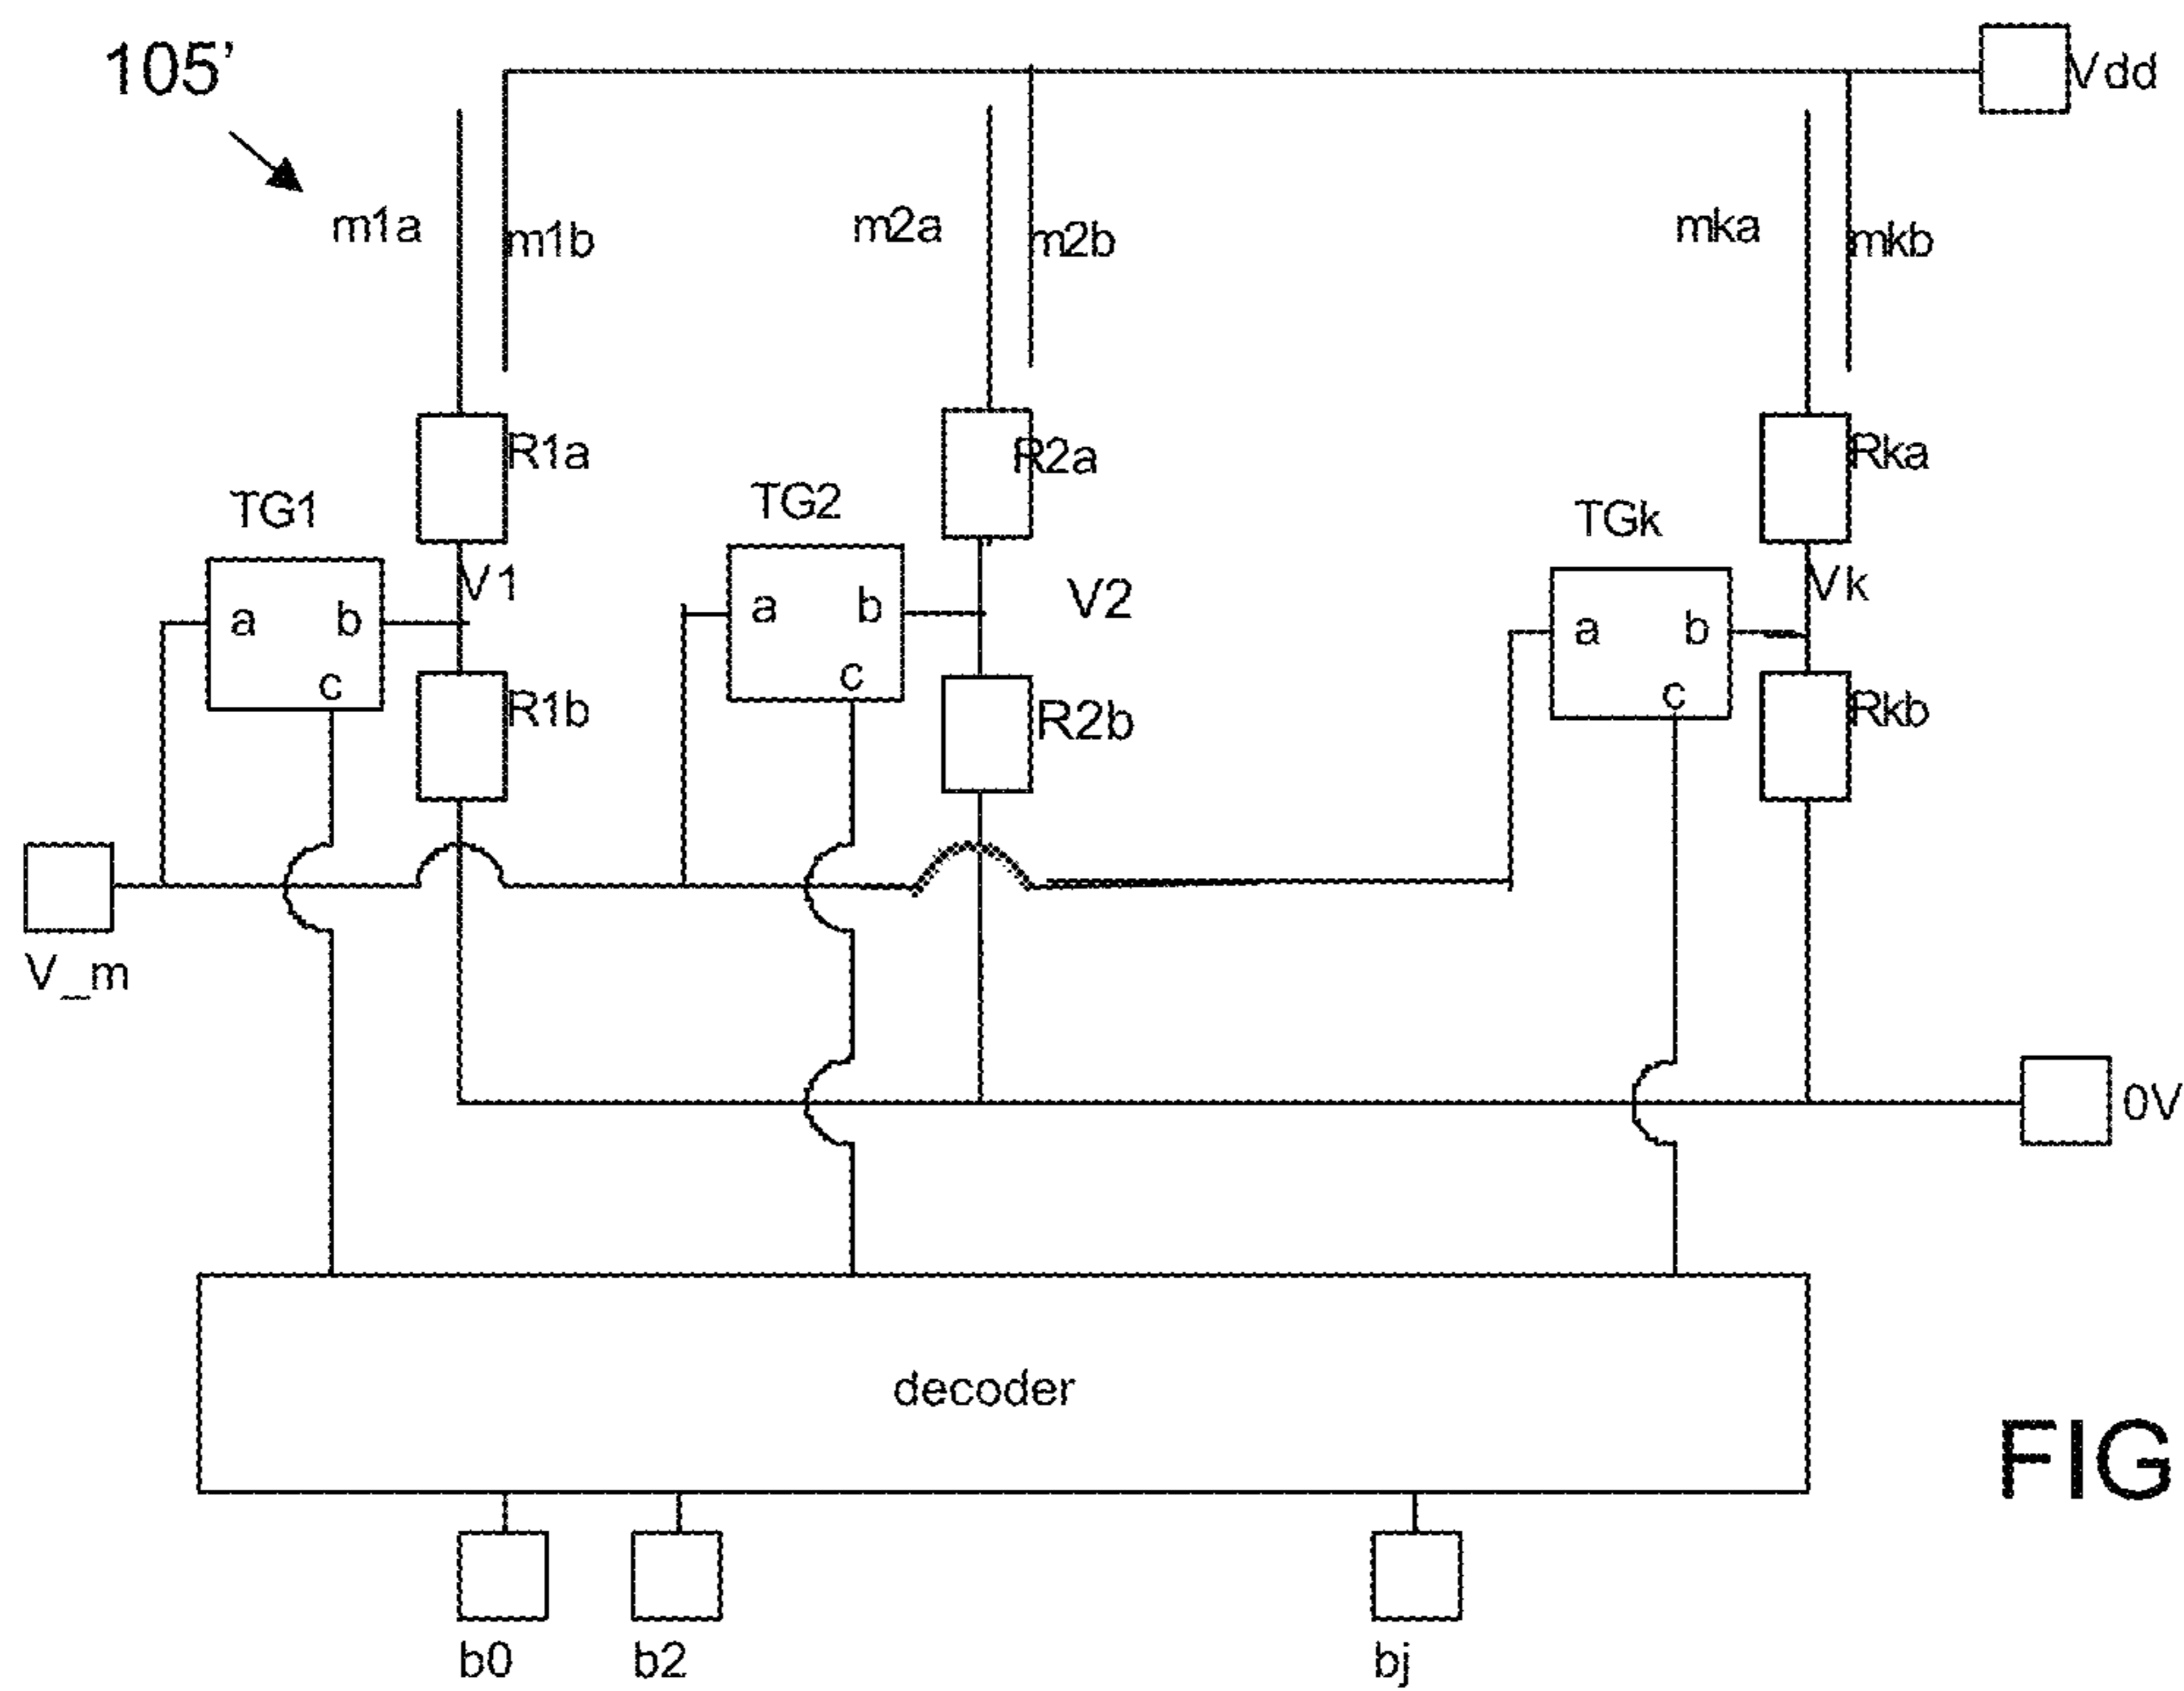 105'
Vdd
m1a
m1b
m2a
m2b
mka
mkb
R1a
R2a
Rka
TG1
TG2
TGk
V1
V2
Vk
a b
c
a b
c
a b
c
R1b
R2b
Rkb
V_m
0V
decoder
FIG
b0
b2
bj